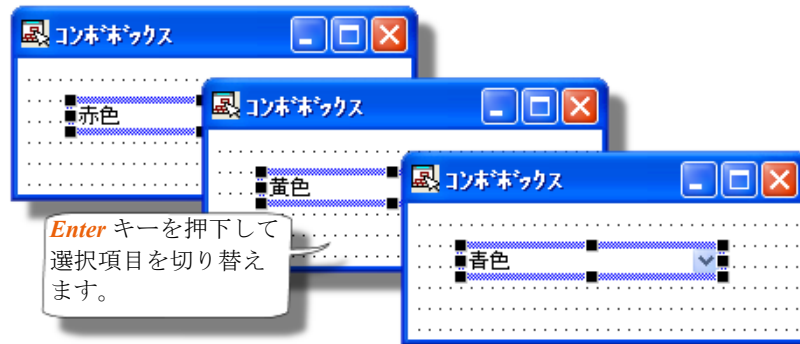 コンボボックス
赤色
コンボボックス
黄色
コンボボックス
青色
Enter キーを押下して
選択項目を切り替え
ます。